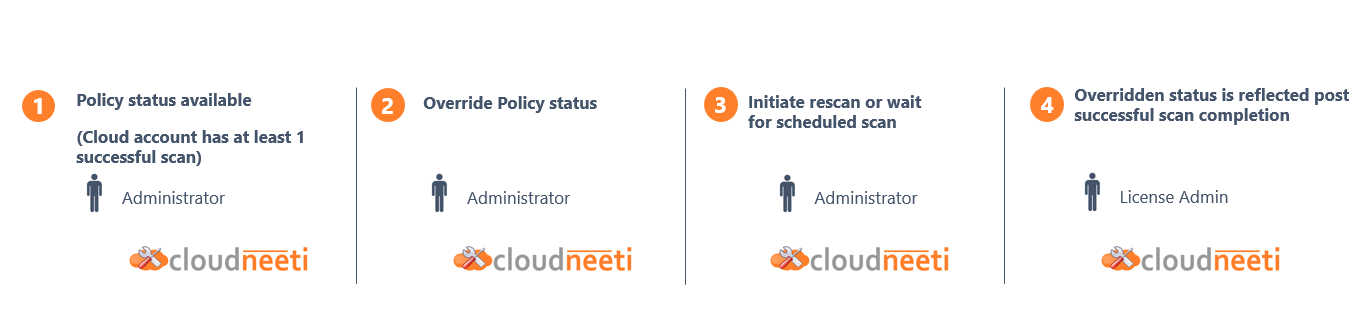 1
Policy status available
(Cloud account has at least 1
successful scan)
Administrator
cloudneeti
2
Override Policy status
Administrator
cloudneeti
3
Initiate rescan or wait
for scheduled scan
Administrator
cloudneeti
4
Overridden status is reflected post
successful scan completion
License Admin
cloudneeti